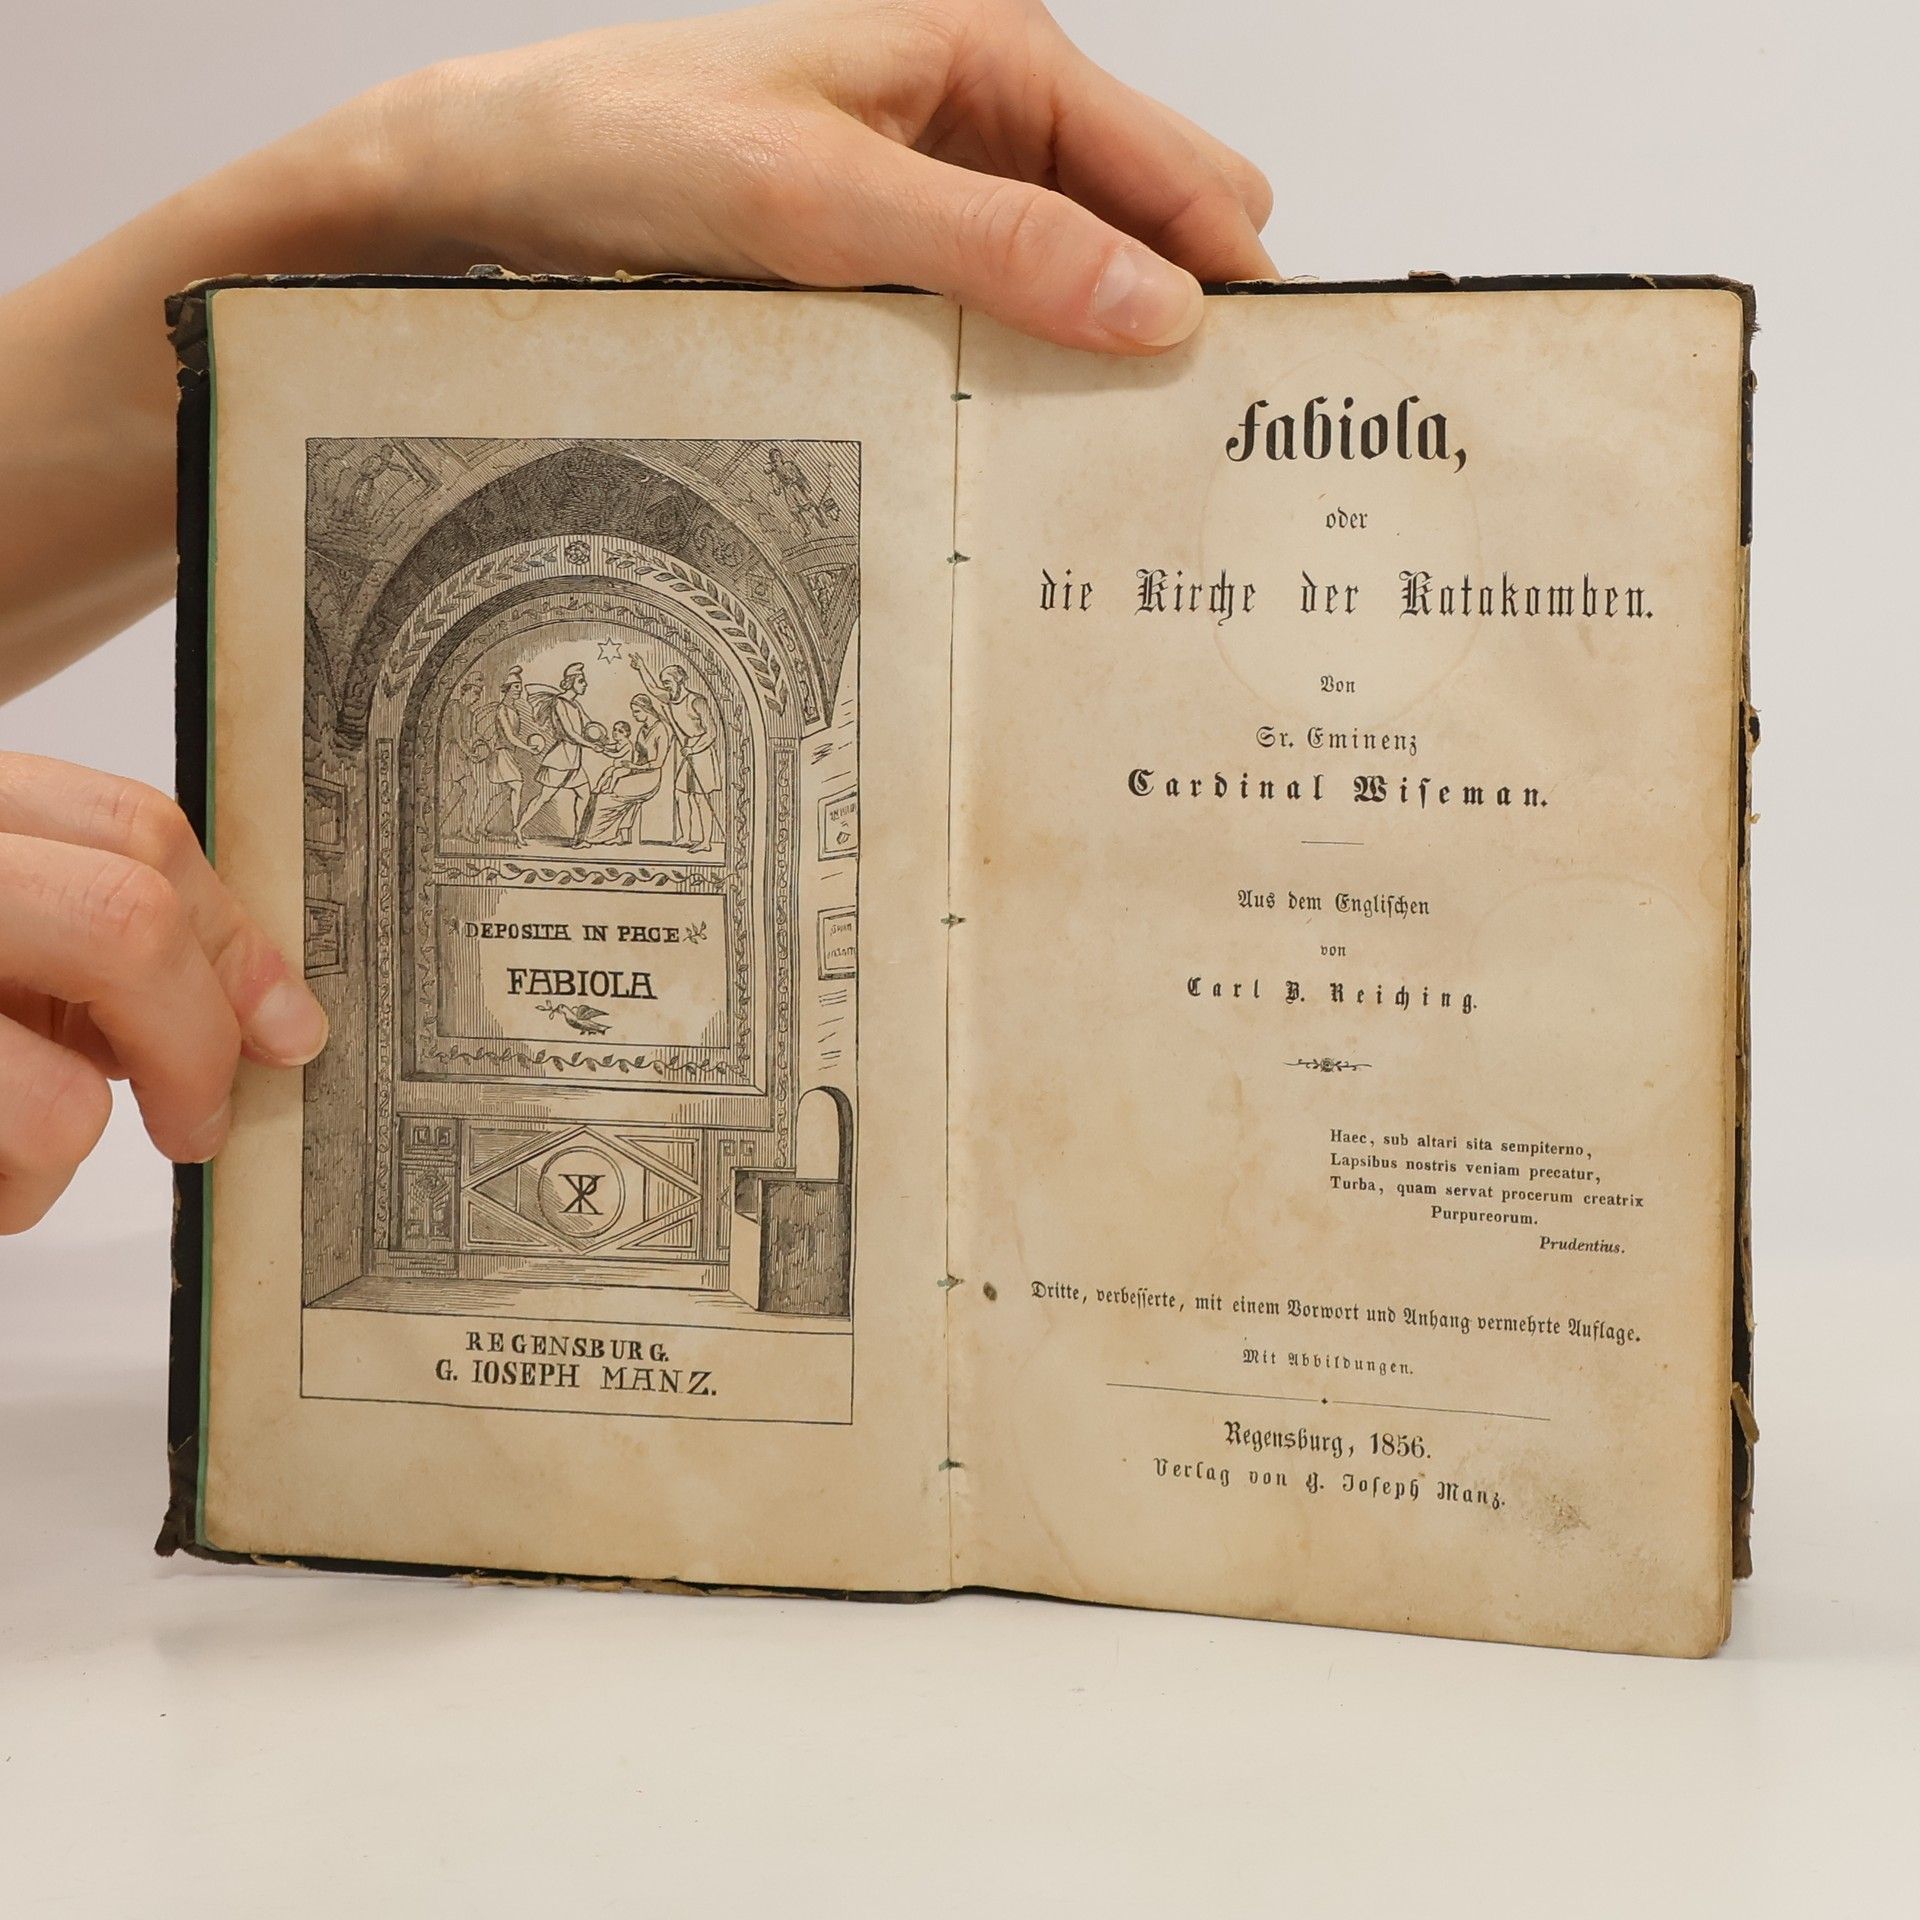 DEPOSITA IN PACE
FABIOLA
XP
REGENSBURG.
G. IOSEPH MANZ.
Fabiola,
oder
die Kirche der Katakomben.
Von
Sr. Eminenz
Cardinal Wiſeman.
Aus dem Engliſchen
von
Carl B. Reiching.
Haec, sub altari sita sempiterno,
Lapsibus nostris veniam precatur,
Turba, quam servat procerum creatrix
Purpureorum.
Prudentius.
Dritte, verbeſſerte, mit einem Vorwort und Anhang vermehrte Auflage.
Mit Abbildungen.
Regensburg, 1856.
Verlag von G. Joſeph Manz.